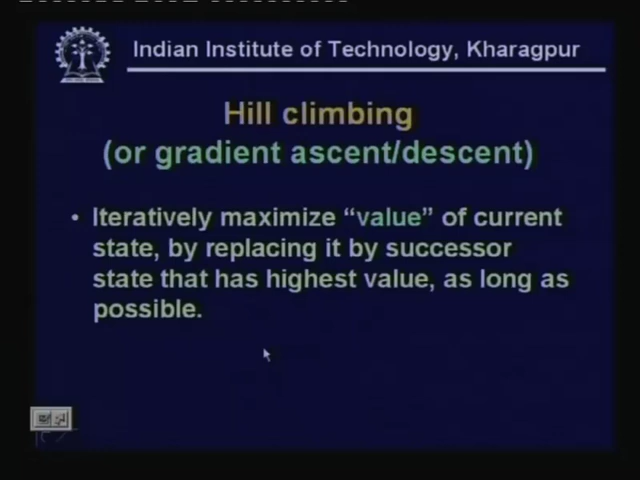 Indian Institute of Technology, Kharagpur
Hill climbing
(or gradient ascent/descent)
• Iteratively maximize “value” of current
state, by replacing it by successor
state that has highest value, as long as
possible.